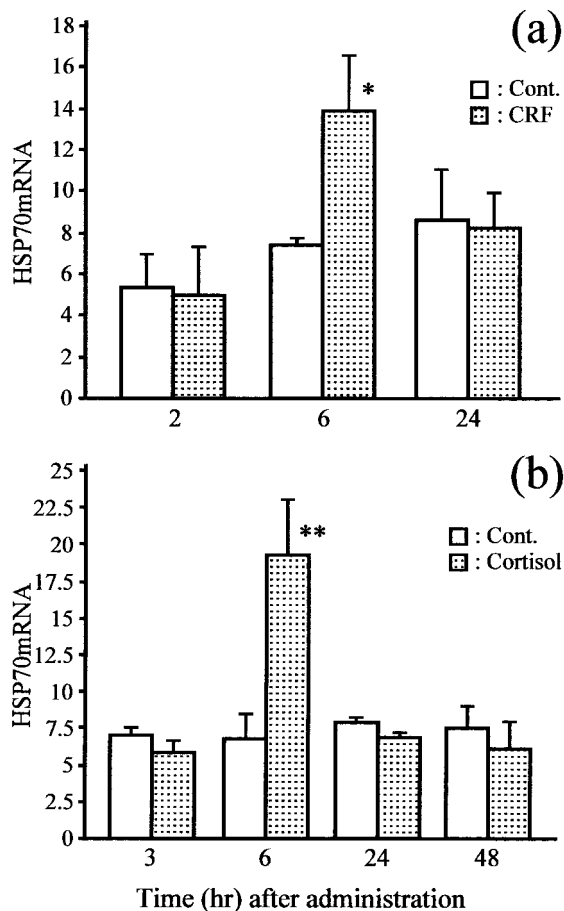 (a)
18
16
14
12
10
8
6
4
2
0
HSP70mRNA
: Cont.
: CRF
*
2 6 24
(b)
25
22.5
20
17.5
15
12.5
10
7.5
5
2.5
0
HSP70mRNA
: Cont.
: Cortisol
**
3 6 24 48
Time (hr) after administration